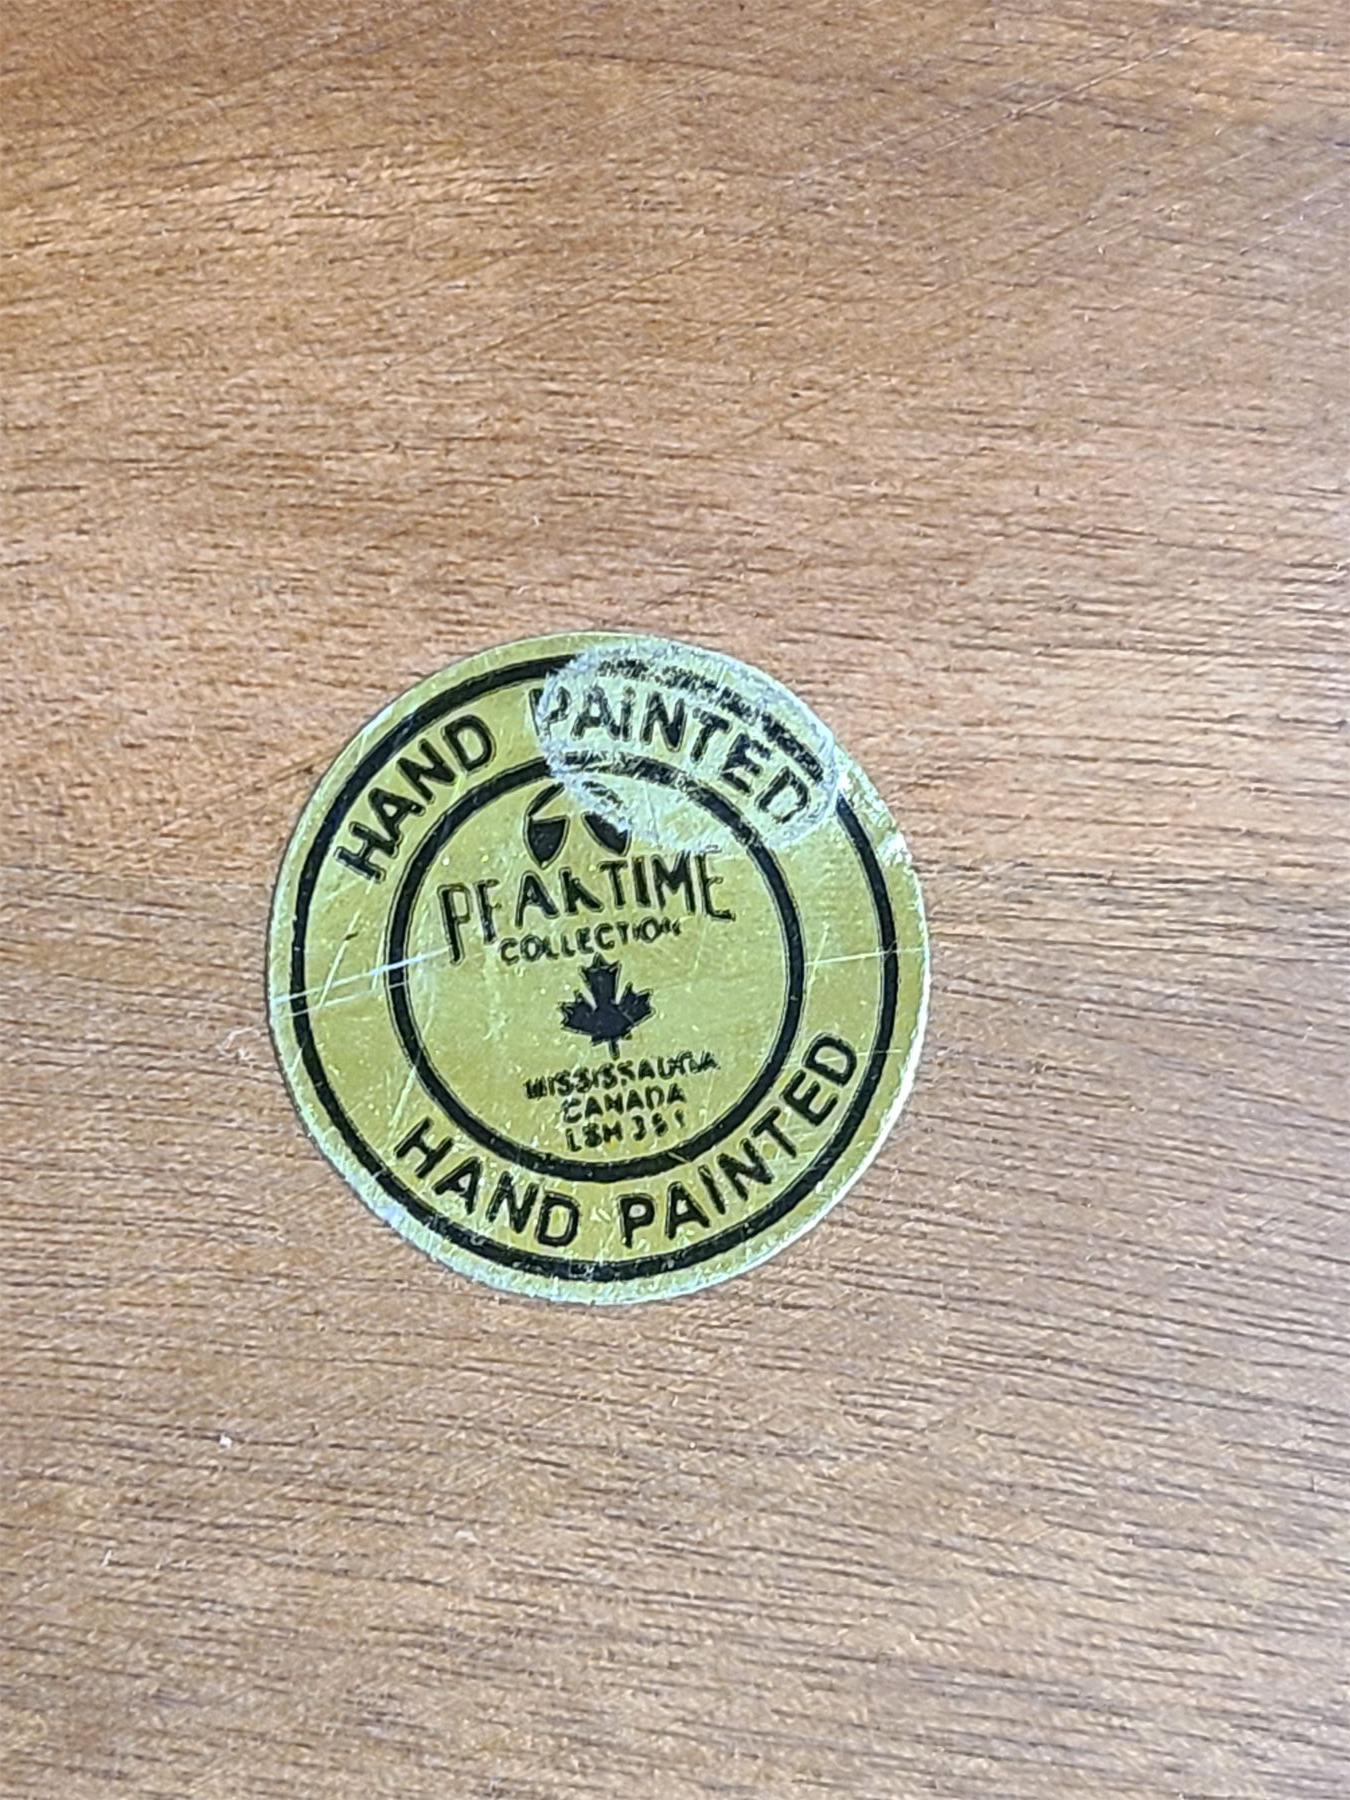 HAND PAINTED
PEAKTIME
COLLECTION
MISSISSAUGA
CANADA
HAND PAINTED